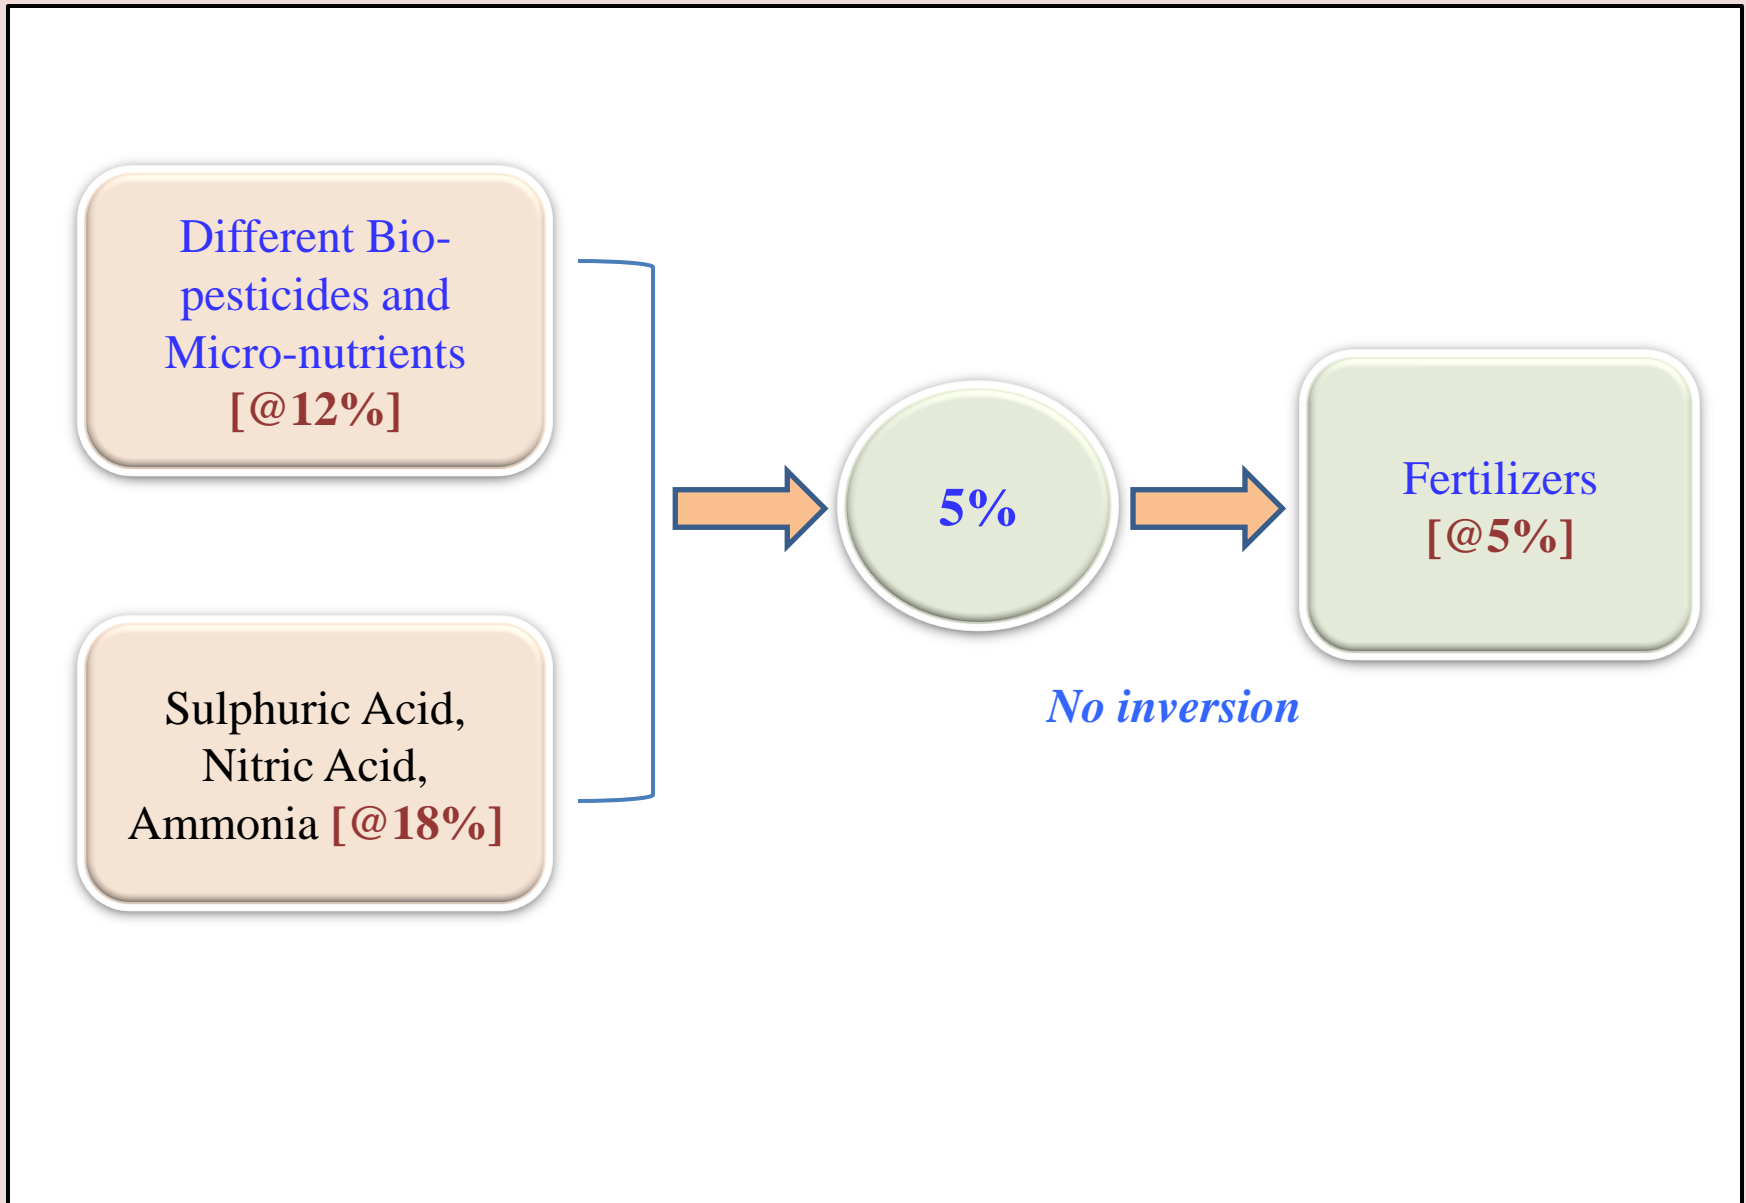 Different Bio-
pesticides and
Micro-nutrients
[@12%]
Sulphuric Acid,
Nitric Acid,
Ammonia [@18%]
5%
Fertilizers
[@5%]
No inversion